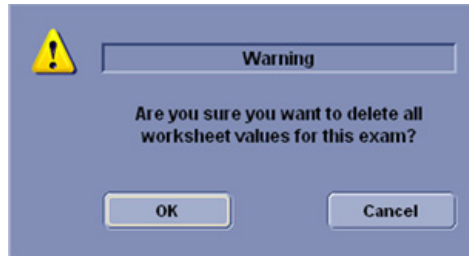 Warning
Are you sure you want to delete all
worksheet values for this exam?
OK
Cancel